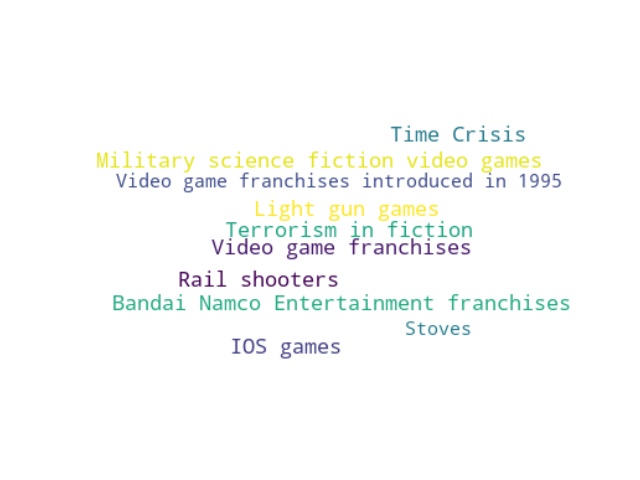 Time Crisis
Military science fiction video games
Video game franchises introduced in 1995
Light gun games
Terrorism in fiction
Video game franchises
Rail shooters
Bandai Namco Entertainment franchises
Stoves
IOS games